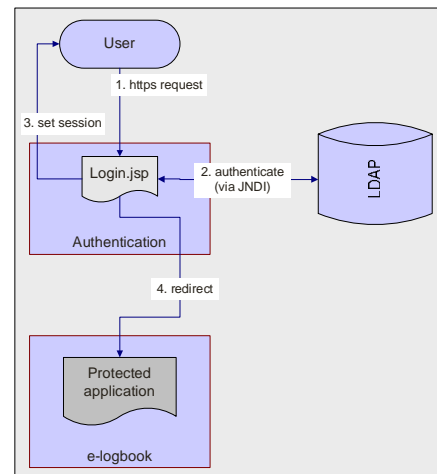 User
1. https request
3. set session
Login.jsp
2. authenticate
(via JNDI)
LDAP
Authentication
4. redirect
Protected
application
e-logbook